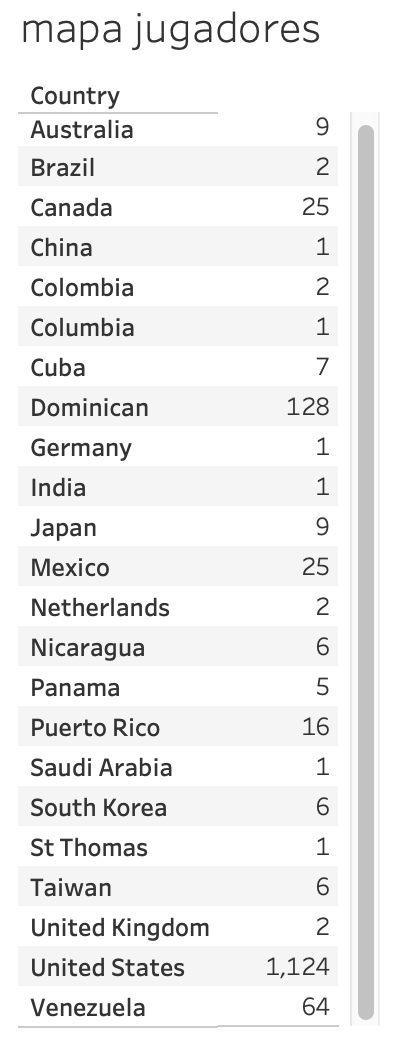 mapa jugadores
Country
Australia 9
Brazil 2
Canada 25
China 1
Colombia 2
Columbia 1
Cuba 7
Dominican 128
Germany 1
India 1
Japan 9
Mexico 25
Netherlands 2
Nicaragua 6
Panama 5
Puerto Rico 16
Saudi Arabia 1
South Korea 6
St Thomas 1
Taiwan 6
United Kingdom 2
United States 1,124
Venezuela 64